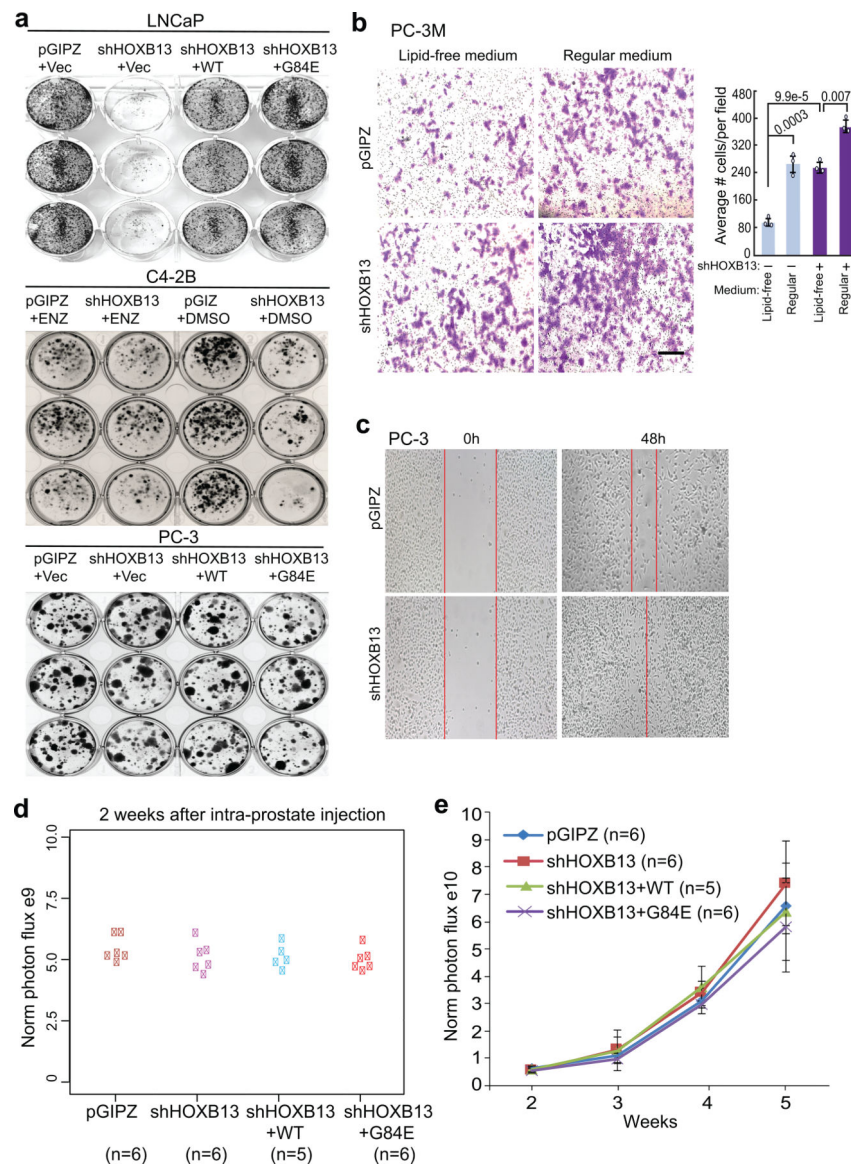 a
LNCaP
pGIPZ shHOXB13 shHOXB13 shHOXB13
+Vec +Vec +WT +G84E
C4-2B
pGIPZ shHOXB13 pGIZ shHOXB13
+ENZ +ENZ +DMSO +DMSO
PC-3
pGIPZ shHOXB13 shHOXB13 shHOXB13
+Vec +Vec +WT +G84E
b
PC-3M
Lipid-free medium Regular medium
pGIPZ
shHOXB13
Average # cells/per field
480
400
320
240
160
80
9.9e-5 0.007
0.0003
shHOXB13: − − + +
Medium: Lipid-free Regular Lipid-free Regular
c
PC-3 0h 48h
pGIPZ
shHOXB13
d
2 weeks after intra-prostate injection
Norm photon flux e9
10.0
7.5
5.0
2.5
0
pGIPZ shHOXB13 shHOXB13 shHOXB13
+WT +G84E
(n=6) (n=6) (n=5) (n=6)
e
Norm photon flux e10
10
9
8
7
6
5
4
3
2
1
0
pGIPZ (n=6)
shHOXB13 (n=6)
shHOXB13+WT (n=5)
shHOXB13+G84E (n=6)
2 3 4 5
Weeks